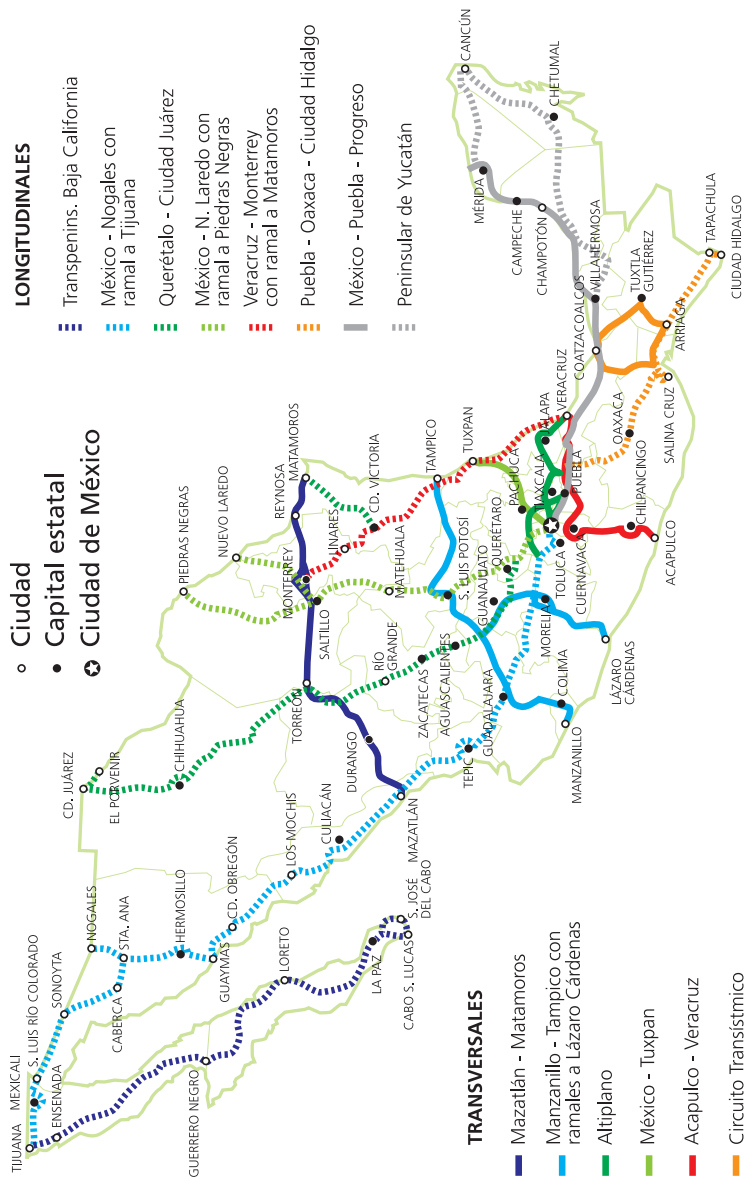 Ciudad
Capital estatal
Ciudad de México
LONGITUDINALES
Transpenins. Baja California
México - Nogales con
ramal a Tijuana
Querétalo - Ciudad Juárez
México - N. Laredo con
ramal a Piedras Negras
Veracruz - Monterrey
con ramal a Matamoros
Puebla - Oaxaca - Ciudad Hidalgo
México - Puebla - Progreso
Peninsular de Yucatán
TIJUANA
MEXICALI
S. LUIS RÍO COLORADO
ENSENADA
SONOYTA
NOGALES
CABERCA
STA. ANA
HERMOSILLO
GUAYMAS
CD. OBREGÓN
LOS MOCHIS
CULIACÁN
GUERRERO NEGRO
LORETO
LA PAZ
CABO S. LUCAS
S. JOSÉ
DEL CABO
MAZATLÁN
CD. JUÁREZ
EL PORVENIR
CHIHUAHUA
TORREÓN
DURANGO
RÍO
GRANDE
ZACATECAS
AGUASCALIENTES
TEPIC
GUADALAJARA
MANZANILLO
COLIMA
PIEDRAS NEGRAS
NUEVO LAREDO
REYNOSA
MATAMOROS
MONTERREY
SALTILLO
LINARES
CD. VICTORIA
MATEHUALA
TAMPICO
TUXPAN
S. LUIS POTOSÍ
GUANAJUATO
QUERÉTARO
PACHUCA
TLAXCALA
JALAPA
VERACRUZ
PUEBLA
MORELIA
TOLUCA
CUERNAVACA
LÁZARO
CÁRDENAS
CHILPANCINGO
ACAPULCO
OAXACA
SALINA CRUZ
COATZACOALCOS
VILLAHERMOSA
TUXTLA
GUTIÉRREZ
ARRIAGA
TAPACHULA
CIUDAD HIDALGO
CHAMPOTÓN
CAMPECHE
MÉRIDA
CANCÚN
CHETUMAL
TRANSVERSALES
Mazatlán - Matamoros
Manzanillo - Tampico con
ramales a Lázaro Cárdenas
Altiplano
México - Tuxpan
Acapulco - Veracruz
Circuito Transístmico